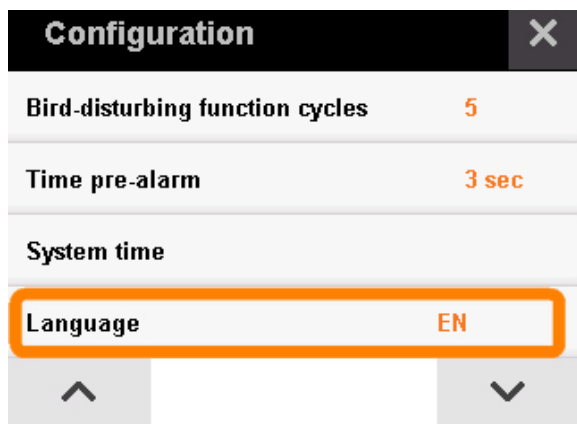 Configuration
Bird-disturbing function cycles 5
Time pre-alarm 3 sec
System time
Language EN